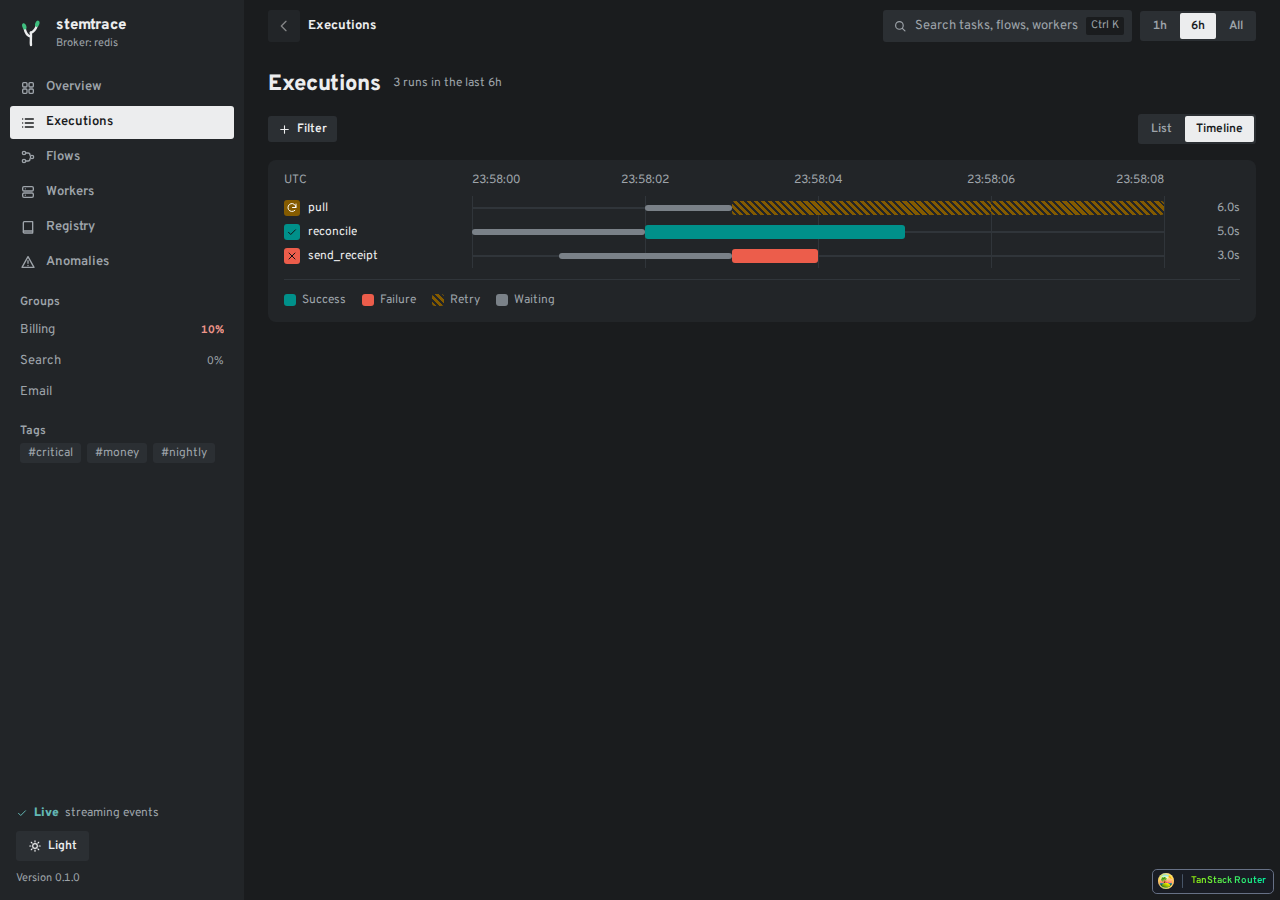 stemtrace
Broker: redis
Overview
Executions
Flows
Workers
Registry
Anomalies
Groups
Billing 10%
Search 0%
Email
Tags
#critical #money #nightly
Live streaming events
Light
Version 0.1.0
Executions
Search tasks, flows, workers Ctrl K
1h 6h All
Executions 3 runs in the last 6h
Filter
List Timeline
UTC 23:58:00 23:58:02 23:58:04 23:58:06 23:58:08
pull 6.0s
reconcile 5.0s
send_receipt 3.0s
Success Failure Retry Waiting
TanStack Router